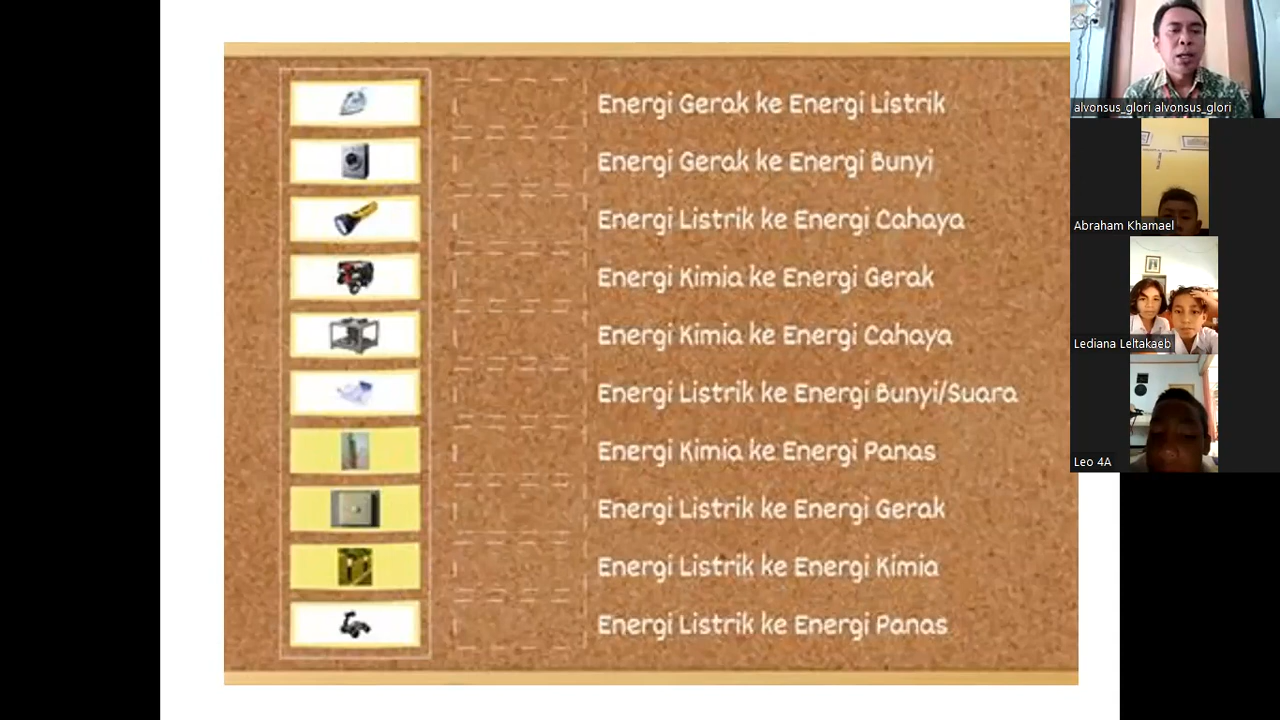 Energi Gerak ke Energi Listrik
Energi Gerak ke Energi Bunyi
Energi Listrik ke Energi Cahaya
Energi Kimia ke Energi Gerak
Energi Kimia ke Energi Cahaya
Energi Listrik ke Energi Bunyi/Suara
Energi Kimia ke Energi Panas
Energi Listrik ke Energi Gerak
Energi Listrik ke Energi Kimia
Energi Listrik ke Energi Panas
alvonsus_glori alvonsus_glori
Abraham Khamael
Lediana Leltakaeb
Leo 4A